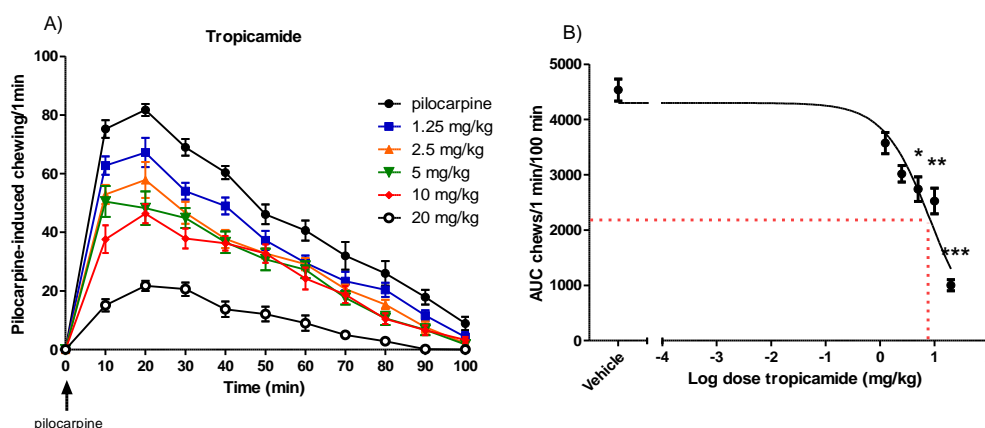 A)
Tropicamide
Pilocarpine-induced chewing/1min
100
80
60
40
20
0
pilocarpine
1.25 mg/kg
2.5 mg/kg
5 mg/kg
10 mg/kg
20 mg/kg
0 10 20 30 40 50 60 70 80 90 100
Time (min)
pilocarpine
B)
AUC chews/1 min/100 min
5000
4000
3000
2000
1000
0
*
**
***
Vehicle
-4 -3 -2 -1 0 1
Log dose tropicamide (mg/kg)